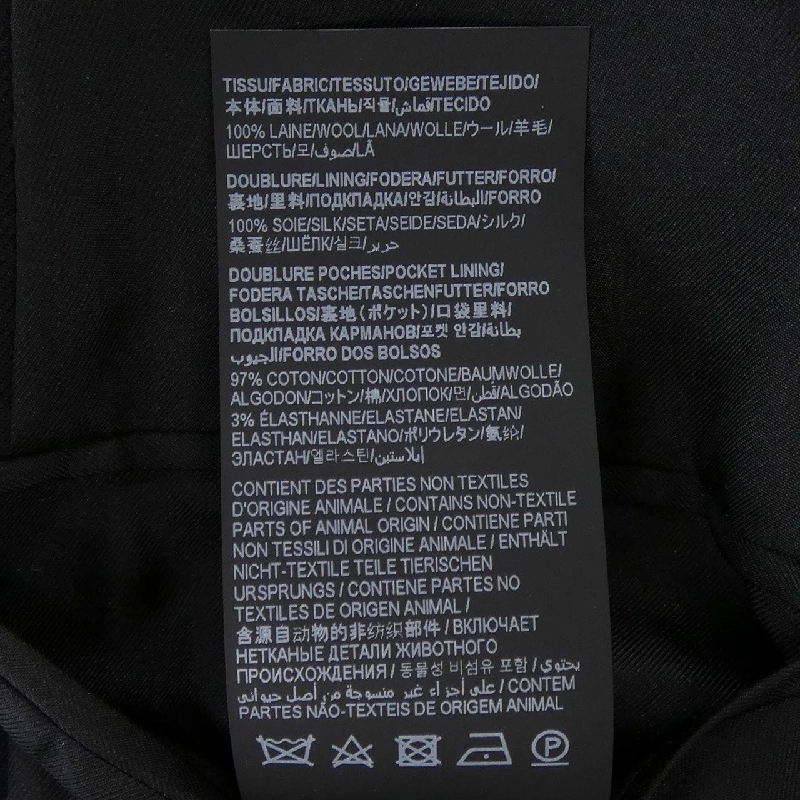 TISSU/FABRIC/TESSUTO/GEWEBE/TEJIDO/
本体/面料/ТКАНЬ/직물/قماش/TECIDO
100% LAINE/WOOL/LANA/WOLLE/ウール/羊毛/
ШЕРСТЬ/모/صوف/LÃ
DOUBLURE/LINING/FODERA/FUTTER/FORRO/
裏地/里料/ПОДКЛАДКА/안감/البطانة/FORRO
100% SOIE/SILK/SETA/SEIDE/SEDA/シルク/
桑蚕丝/ШЁЛК/실크/حرير
DOUBLURE POCHES/POCKET LINING/
FODERA TASCHE/TASCHENFUTTER/FORRO
BOLSILLOS/裏地(ポケット)/口袋里料/
ПОДКЛАДКА КАРМАНОВ/포켓 안감/بطانة
الجيوب/FORRO DOS BOLSOS
97% COTON/COTTON/COTONE/BAUMWOLLE/
ALGODON/コットン/棉/ХЛОПОК/면/قطن/ALGODÃO
3% ÉLASTHANNE/ELASTANE/ELASTAN/
ELASTHAN/ELASTANO/ポリウレタン/氨纶/
ЭЛАСТАН/엘라스틴/إيلاستين
CONTIENT DES PARTIES NON TEXTILES
D'ORIGINE ANIMALE / CONTAINS NON-TEXTILE
PARTS OF ANIMAL ORIGIN / CONTIENE PARTI
NON TESSILI DI ORIGINE ANIMALE / ENTHÄLT
NICHT-TEXTILE TEILE TIERISCHEN
URSPRUNGS / CONTIENE PARTES NO
TEXTILES DE ORIGEN ANIMAL /
含源自动物的非纺织部件 / ВКЛЮЧАЕТ
НЕТКАНЫЕ ДЕТАЛИ ЖИВОТНОГО
ПРОИСХОЖДЕНИЯ / 동물성 비섬유 포함 / يحتوي
على أجزاء غير منسوجة من أصل حيواني / CONTEM
PARTES NÃO-TEXTEIS DE ORIGEM ANIMAL
P